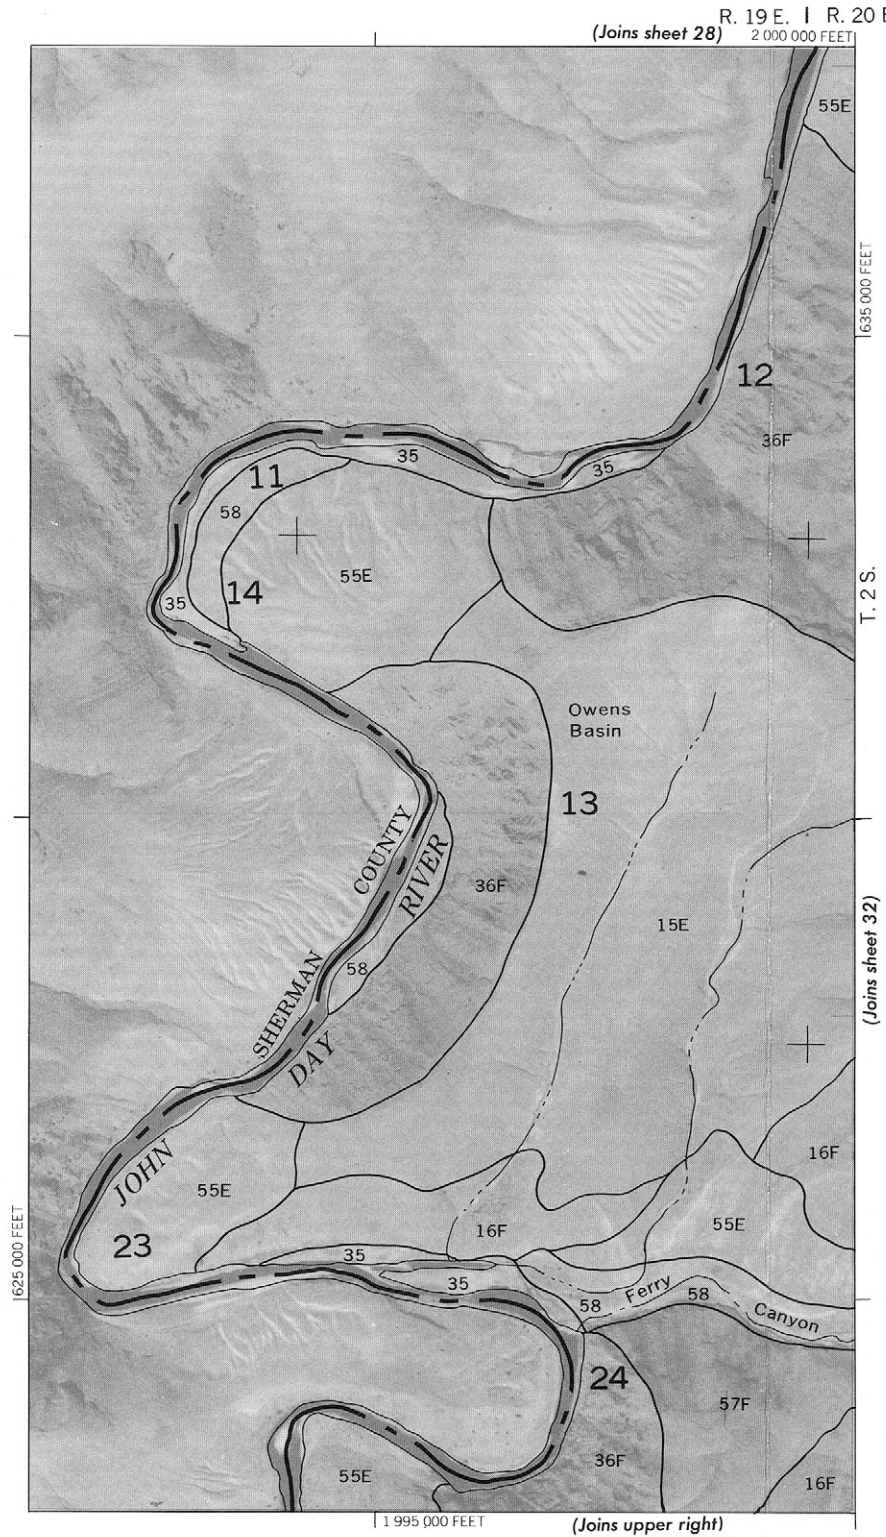 R. 19 E. | R. 20 E
(Joins sheet 28)
2 000 000 FEET
55E
635 000 FEET
12
36F
35
35
11
58
55E
14
35
T. 2 S.
Owens
Basin
13
COUNTY
RIVER
36F
15E
(Joins sheet 32)
58
SHERMAN
DAY
16F
JOHN
55E
16F
55E
625 000 FEET
23
35
35
58
Ferry
58
Canyon
24
57F
36F
55E
16F
1 995 000 FEET
(Joins upper right)